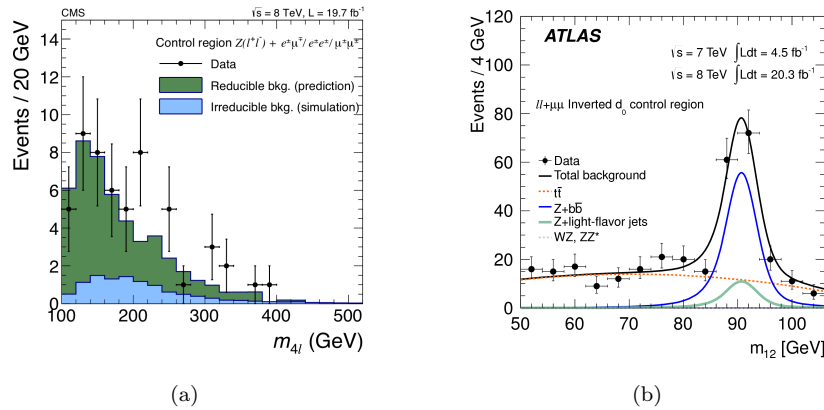 CMS
√s = 8 TeV, L = 19.7 fb⁻¹
Control region Z(l⁺l⁻) + e±μ∓/ e±e±/ μ±μ±
Data
Reducible bkg. (prediction)
Irreducible bkg. (simulation)
Events / 20 GeV
14
12
10
8
6
4
2
0
100
200
300
400
500
m4l (GeV)
(a)
ATLAS
√s = 7 TeV ∫Ldt = 4.5 fb⁻¹
√s = 8 TeV ∫Ldt = 20.3 fb⁻¹
ll+μμ Inverted d0 control region
Data
Total background
tt̄
Z+bb̄
Z+light-flavor jets
WZ, ZZ*
Events / 4 GeV
120
100
80
60
40
20
0
50
60
70
80
90
100
m12 [GeV]
(b)